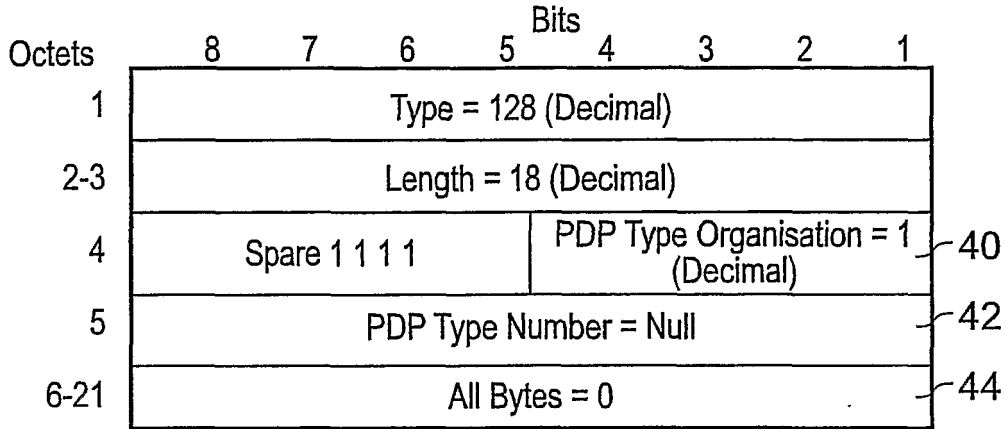 Bits
Octets 8 7 6 5 4 3 2 1
1 Type = 128 (Decimal)
2-3 Length = 18 (Decimal)
4 Spare 1 1 1 1 PDP Type Organisation = 1 (Decimal) 40
5 PDP Type Number = Null 42
6-21 All Bytes = 0 44